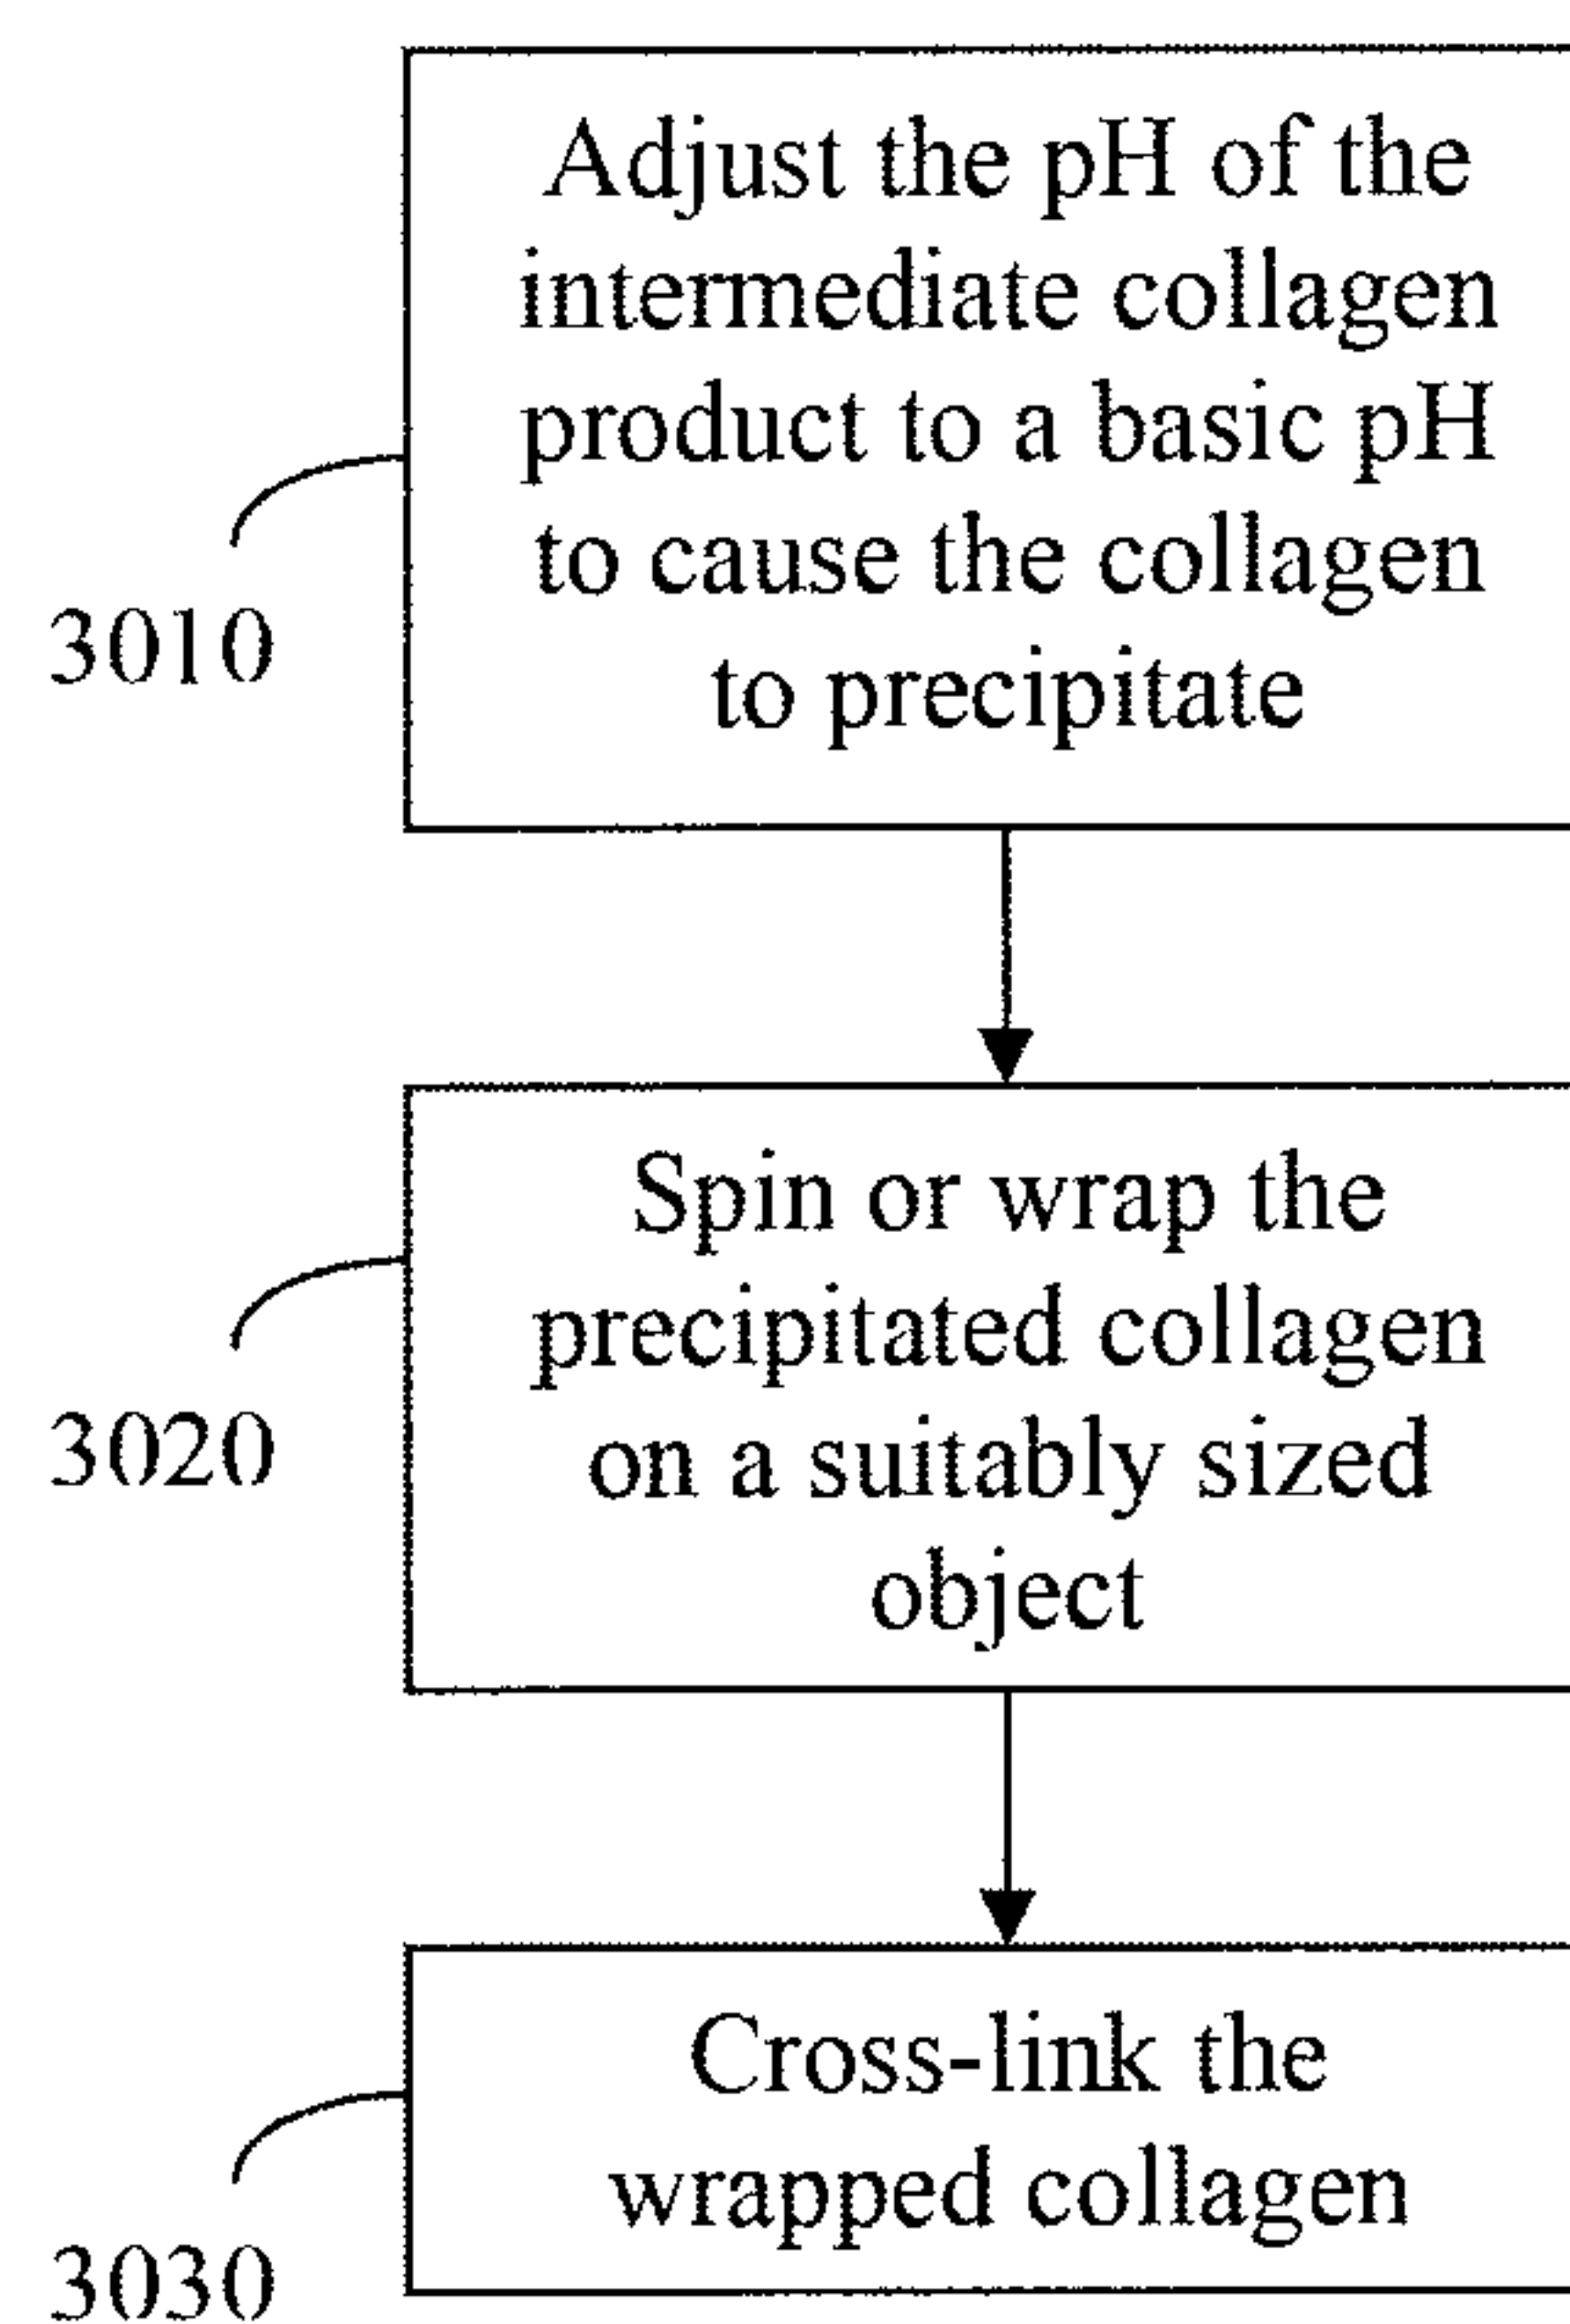 Adjust the pH of the
intermediate collagen
product to a basic pH
to cause the collagen
to precipitate
3010
Spin or wrap the
precipitated collagen
on a suitably sized
object
3020
Cross-link the
wrapped collagen
3030